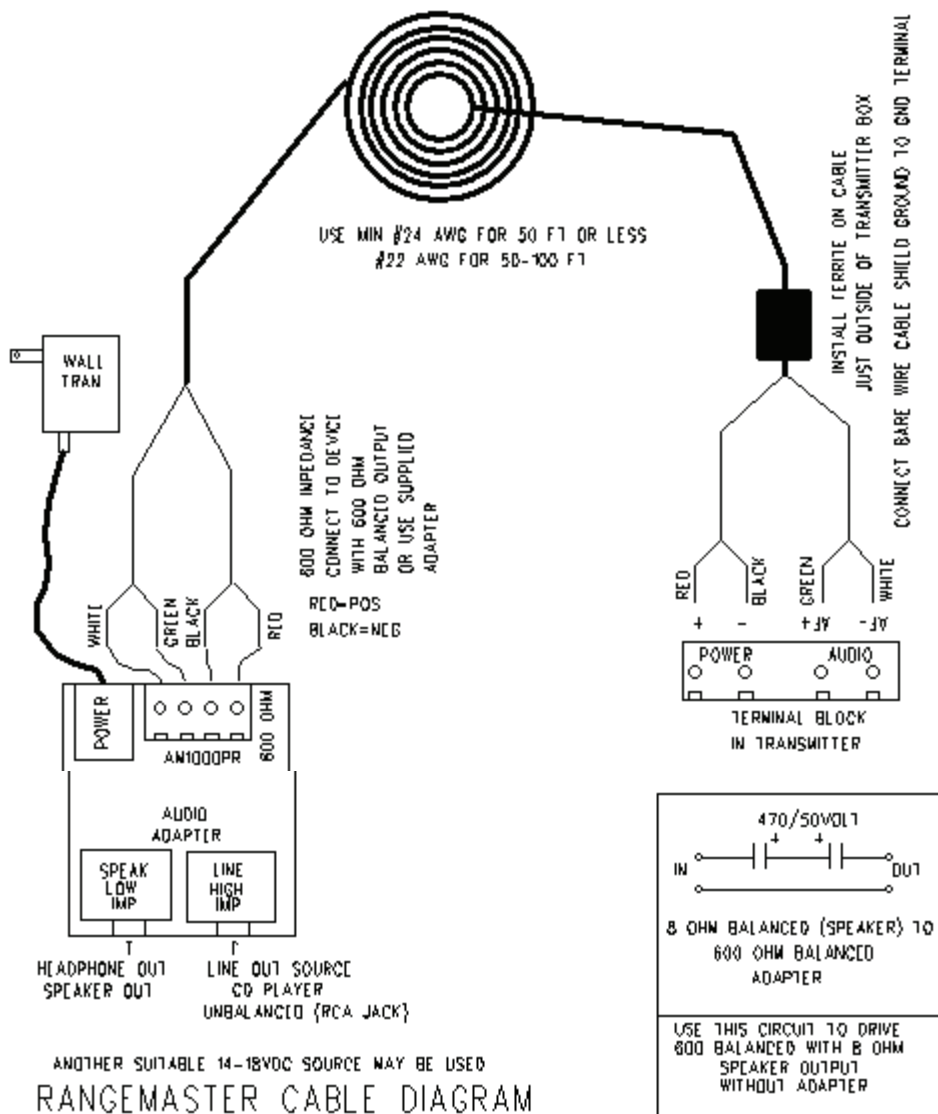 USE MIN #24 AWG FOR 50 FT OR LESS
#22 AWG FOR 50-100 FT
INSTALL FERRITE ON CABLE
JUST OUTSIDE OF TRANSMITTER BOX
CONNECT BARE WIRE CABLE SHIELD GROUND TO GND TERMINAL
WALL
TRAN
600 OHM IMPEDANCE
CONNECT TO DEVICE
WITH 600 OHM
BALANCED OUTPUT
OR USE SUPPLIED
ADAPTER
RED=POS
BLACK=NEG
WHITE
GREEN
BLACK
RED
RED
BLACK
GREEN
WHITE
+
-
AF+
AF-
POWER
AUDIO
TERMINAL BLOCK
IN TRANSMITTER
POWER
AM1000PR
600 OHM
AUDIO
ADAPTER
SPEAK
LOW
IMP
LINE
HIGH
IMP
HEADPHONE OUT
SPEAKER OUT
LINE OUT SOURCE
CD PLAYER
UNBALANCED (RCA JACK)
470/50VOLT
+ +
IN
OUT
8 OHM BALANCED (SPEAKER) TO
600 OHM BALANCED
ADAPTER
USE THIS CIRCUIT TO DRIVE
600 BALANCED WITH 8 OHM
SPEAKER OUTPUT
WITHOUT ADAPTER
ANOTHER SUITABLE 14-18VDC SOURCE MAY BE USED
RANGEMASTER CABLE DIAGRAM